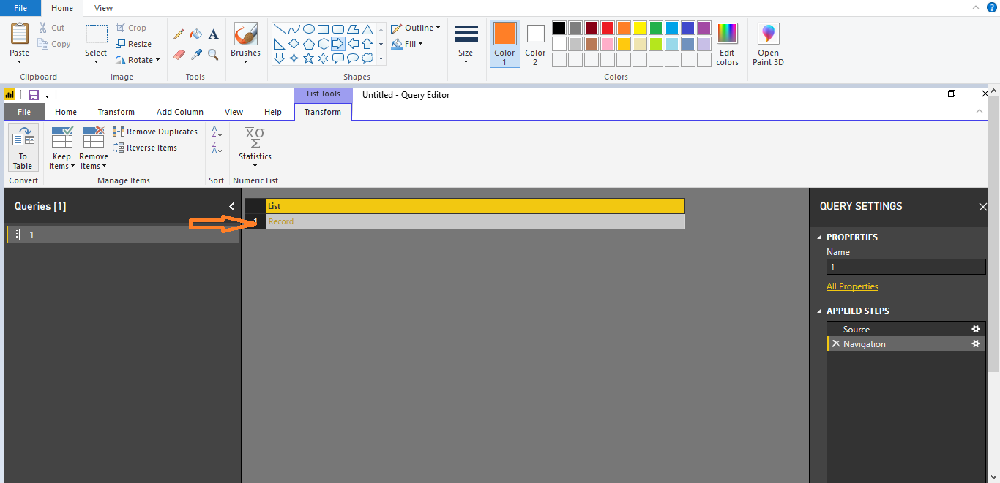 File Home View
Paste
Cut
Copy
Clipboard
Select
Crop
Resize
Rotate
Image
A
Tools
Brushes
Outline
Fill
Shapes
Size
Color
1
Color
2
Edit
colors
Colors
Open
Paint 3D
List Tools Untitled - Query Editor
File Home Transform Add Column View Help Transform
To
Table
Convert
Keep
Items
Remove
Items
Remove Duplicates
Reverse Items
Manage Items
A
Z
Z
A
Sort
Statistics
Numeric List
Queries [1]
1
List
1 Record
QUERY SETTINGS
PROPERTIES
Name
1
All Properties
APPLIED STEPS
Source
Navigation